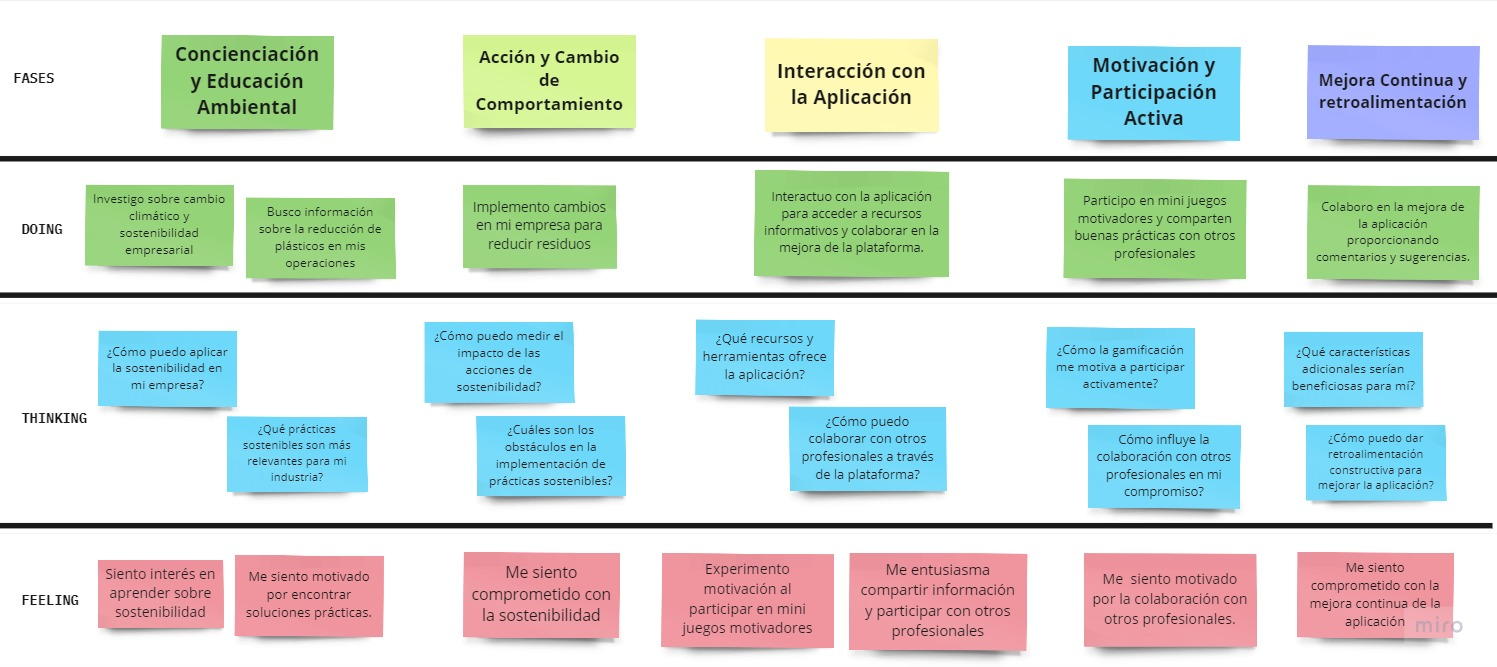 FASES
Concienciación
y Educación
Ambiental
Acción y Cambio
de
Comportamiento
Interacción con
la Aplicación
Motivación y
Participación
Activa
Mejora Continua y
retroalimentación
DOING
Investigo sobre cambio
climático y
sostenibilidad
empresarial
Busco información
sobre la reducción de
plásticos en mis
operaciones
Implemento cambios
en mi empresa para
reducir residuos
Interactuo con la aplicación
para acceder a recursos
informativos y colaborar en la
mejora de la plataforma.
Participo en mini juegos
motivadores y comparten
buenas prácticas con otros
profesionales
Colaboro en la mejora de
la aplicación
proporcionando
comentarios y sugerencias.
THINKING
¿Cómo puedo aplicar
la sostenibilidad en
mi empresa?
¿Qué prácticas
sostenibles son más
relevantes para mi
industria?
¿Cómo puedo medir el
impacto de las
acciones de
sostenibilidad?
¿Cuáles son los
obstáculos en la
implementación de
prácticas sostenibles?
¿Qué recursos y
herramientas ofrece
la aplicación?
¿Cómo puedo
colaborar con otros
profesionales a través
de la plataforma?
¿Cómo la gamificación
me motiva a participar
activamente?
Cómo influye la
colaboración con otros
profesionales en mi
compromiso?
¿Qué características
adicionales serían
beneficiosas para mí?
¿Cómo puedo dar
retroalimentación
constructiva para
mejorar la aplicación?
FEELING
Siento interés en
aprender sobre
sostenibilidad
Me siento motivado
por encontrar
soluciones prácticas.
Me siento
comprometido con
la sostenibilidad
Experimento
motivación al
participar en mini
juegos motivadores
Me entusiasma
compartir información
y participar con otros
profesionales
Me siento motivado
por la colaboración con
otros profesionales.
Me siento
comprometido con la
mejora continua de la
aplicación
miro